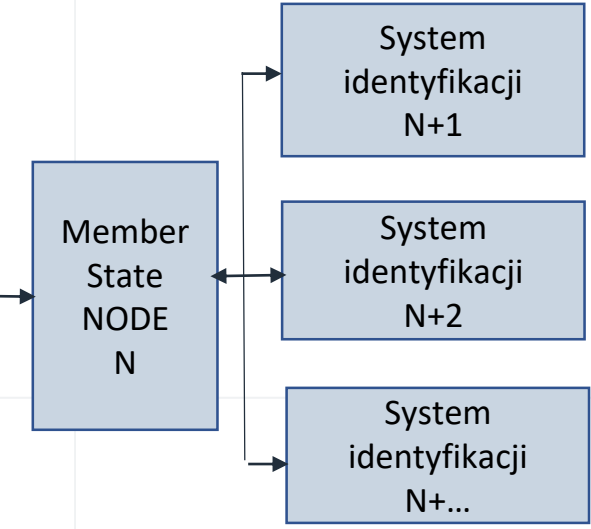 System
identyfikacji
N+1
Member
State
NODE
N
System
identyfikacji
N+2
System
identyfikacji
N+...